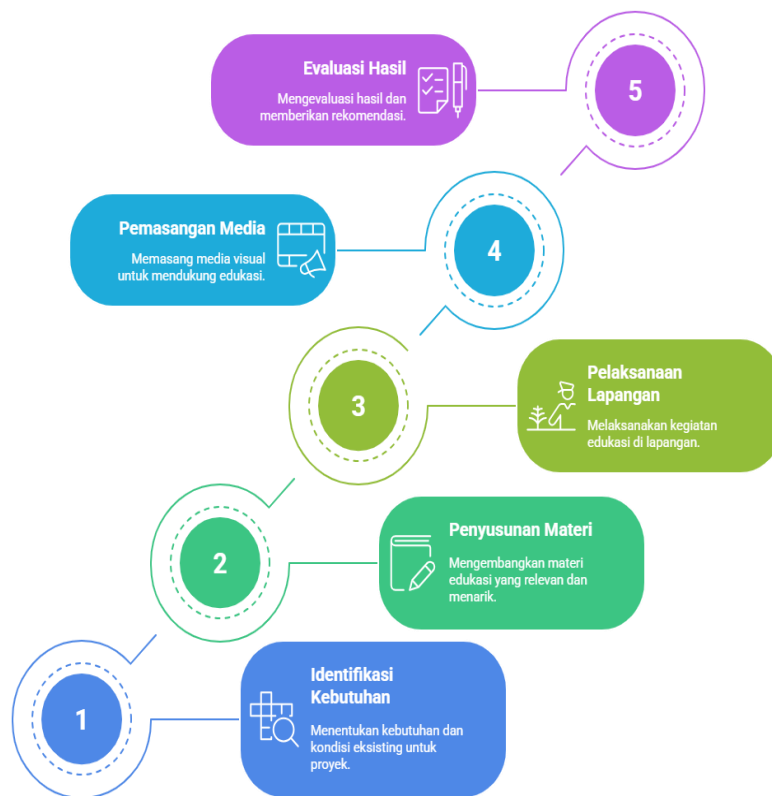 Evaluasi Hasil
Mengevaluasi hasil dan
memberikan rekomendasi.
5
Pemasangan Media
Memasang media visual
untuk mendukung edukasi.
4
3
Pelaksanaan
Lapangan
Melaksanakan kegiatan
edukasi di lapangan.
2
Penyusunan Materi
Mengembangkan materi
edukasi yang relevan dan
menarik.
1
Identifikasi
Kebutuhan
Menentukan kebutuhan dan
kondisi eksisting untuk
proyek.